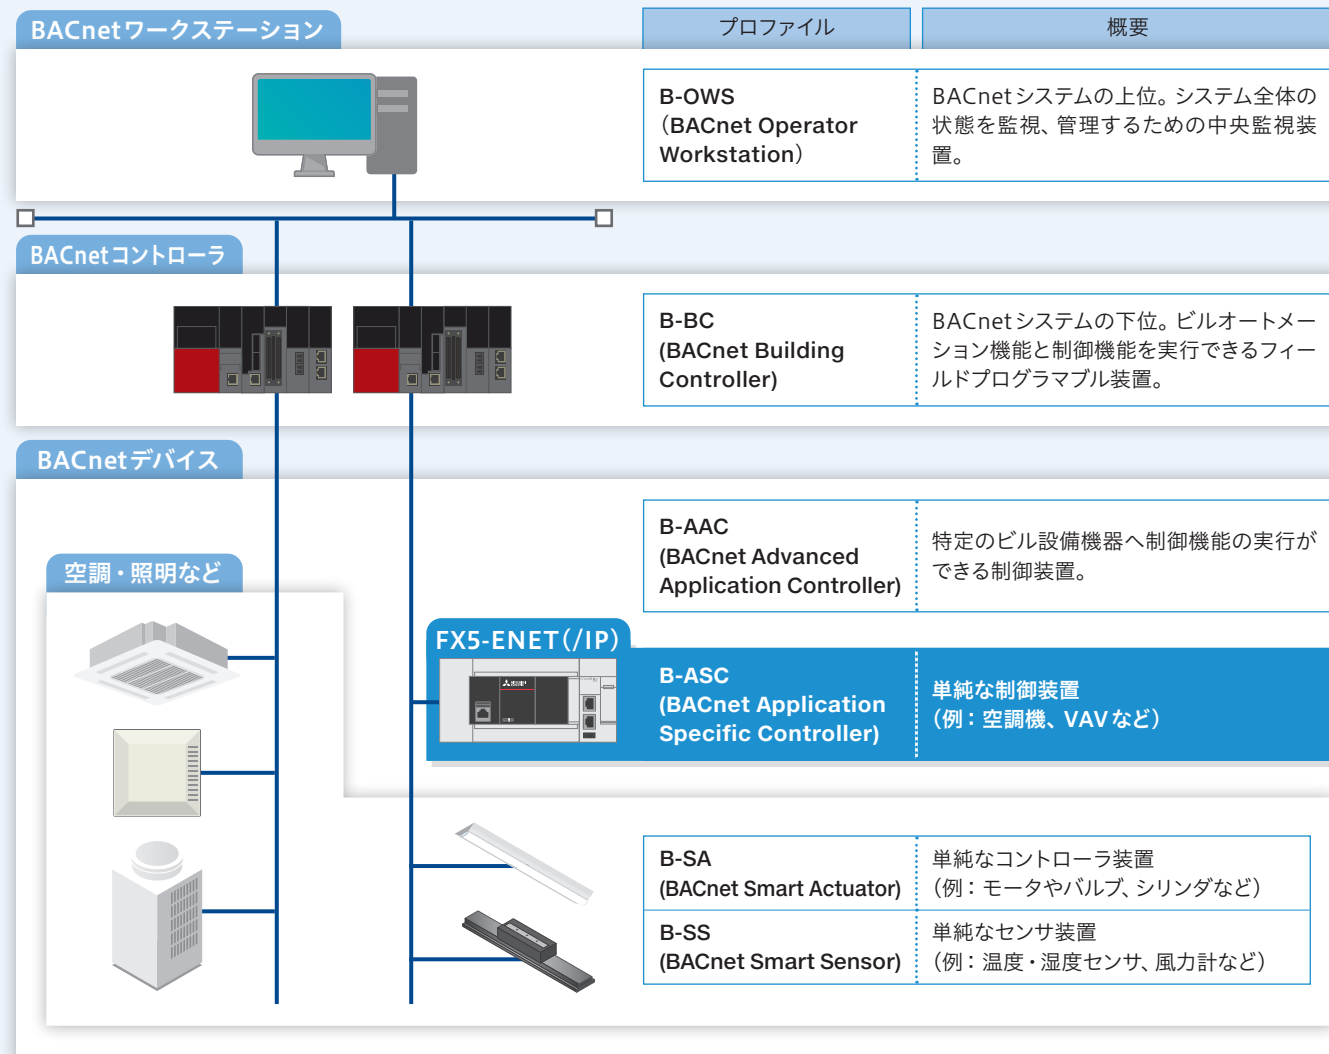 BACnetワークステーション
プロファイル
概要
B-OWS
（BACnet Operator
Workstation）
BACnetシステムの上位。システム全体の
状態を監視、管理するための中央監視装
置。
BACnetコントローラ
B-BC
(BACnet Building
Controller)
BACnetシステムの下位。ビルオートメー
ション機能と制御機能を実行できるフィー
ルドプログラマブル装置。
BACnetデバイス
B-AAC
(BACnet Advanced
Application Controller)
特定のビル設備機器へ制御機能の実行が
できる制御装置。
空調・照明など
FX5-ENET(/IP)
B-ASC
(BACnet Application
Specific Controller)
単純な制御装置
（例：空調機、VAVなど）
B-SA
(BACnet Smart Actuator)
単純なコントローラ装置
（例：モータやバルブ、シリンダなど）
B-SS
(BACnet Smart Sensor)
単純なセンサ装置
（例：温度・湿度センサ、風力計など）